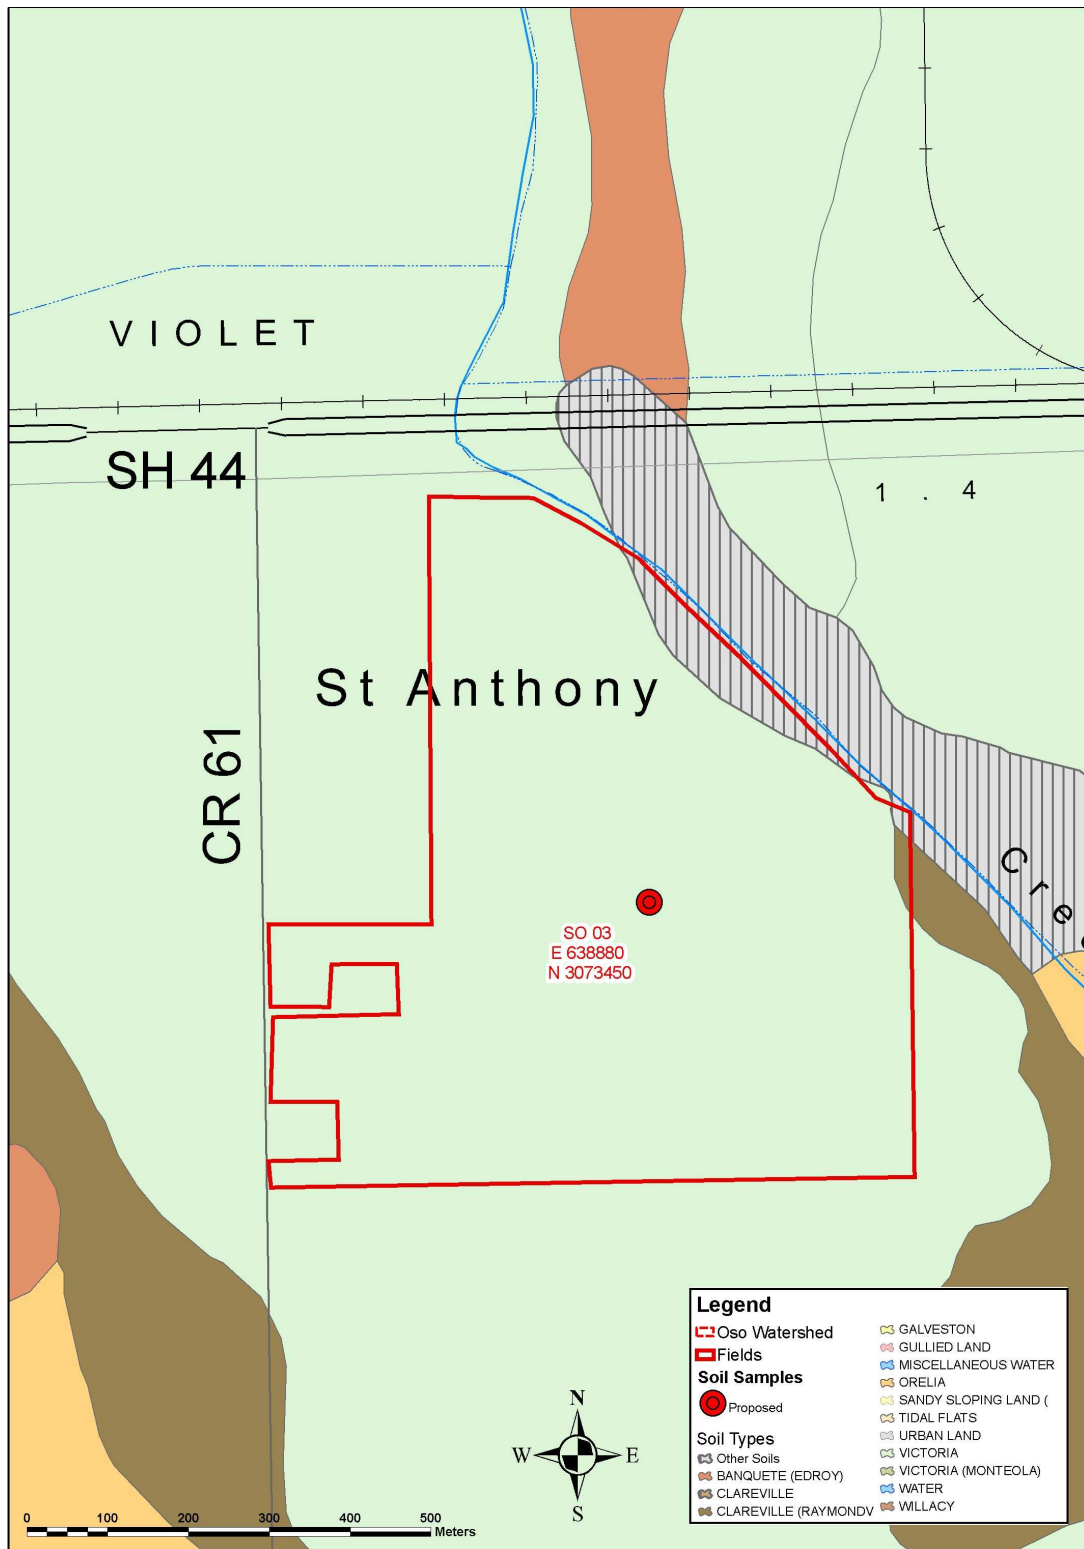 VIOLET
SH 44
1 . 4
St Anthony
CR 61
SO 03
E 638880
N 3073450
Legend
Oso Watershed
Fields
Soil Samples
Proposed
Soil Types
Other Soils
BANQUETE (EDROY)
CLAREVILLE
CLAREVILLE (RAYMONDV
GALVESTON
GULLIED LAND
MISCELLANEOUS WATER
ORELIA
SANDY SLOPING LAND (
TIDAL FLATS
URBAN LAND
VICTORIA
VICTORIA (MONTEOLA)
WATER
WILLACY
N
W E
S
0 100 200 300 400 500
Meters